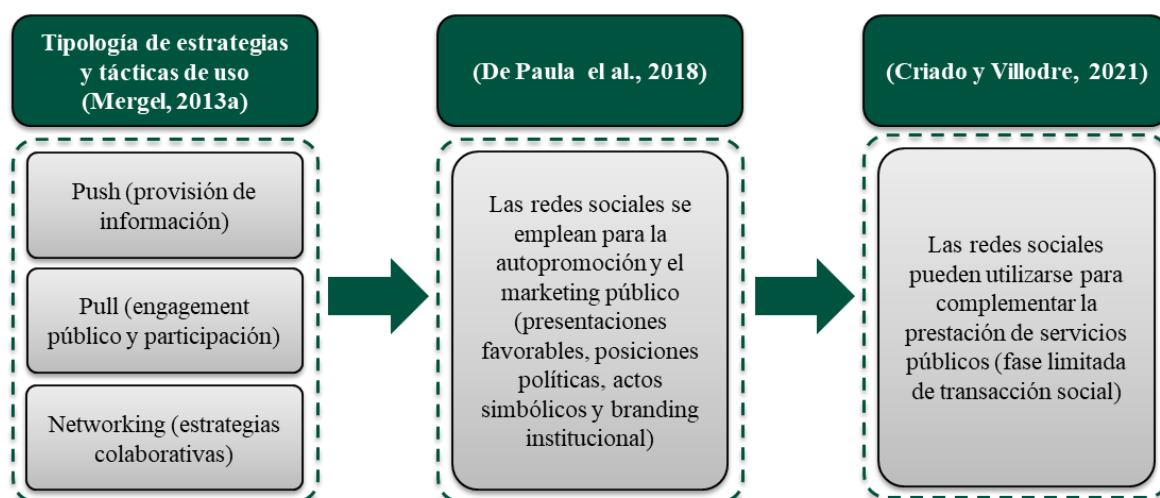 Tipología de estrategias
y tácticas de uso
(Mergel, 2013a)
Push (provisión de
información)
Pull (engagement
público y participación)
Networking (estrategias
colaborativas)
(De Paula el al., 2018)
Las redes sociales se
emplean para la
autopromoción y el
marketing público
(presentaciones
favorables, posiciones
políticas, actos
simbólicos y branding
institucional)
(Criado y Villodre, 2021)
Las redes sociales
pueden utilizarse para
complementar la
prestación de servicios
públicos (fase limitada
de transacción social)